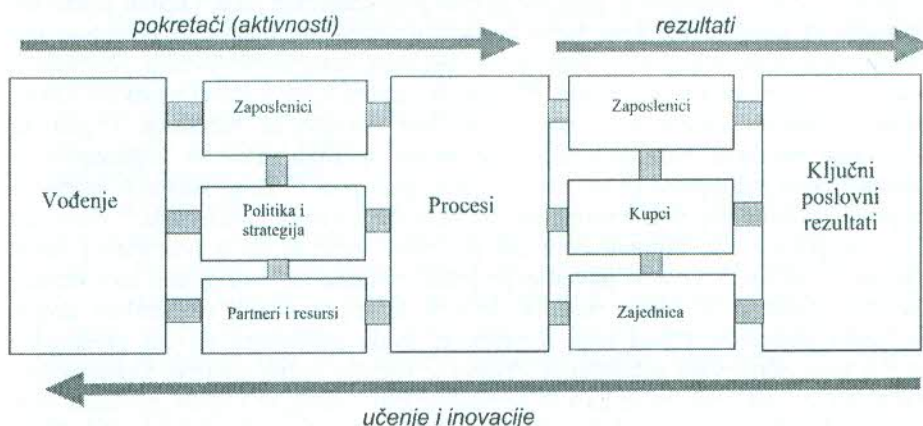 pokretači (aktivnosti)
rezultati
Vođenje
Zaposlenici
Politika i
strategija
Partneri i resursi
Procesi
Zaposlenici
Kupci
Zajednica
Ključni
poslovni
rezultati
učenje i inovacije